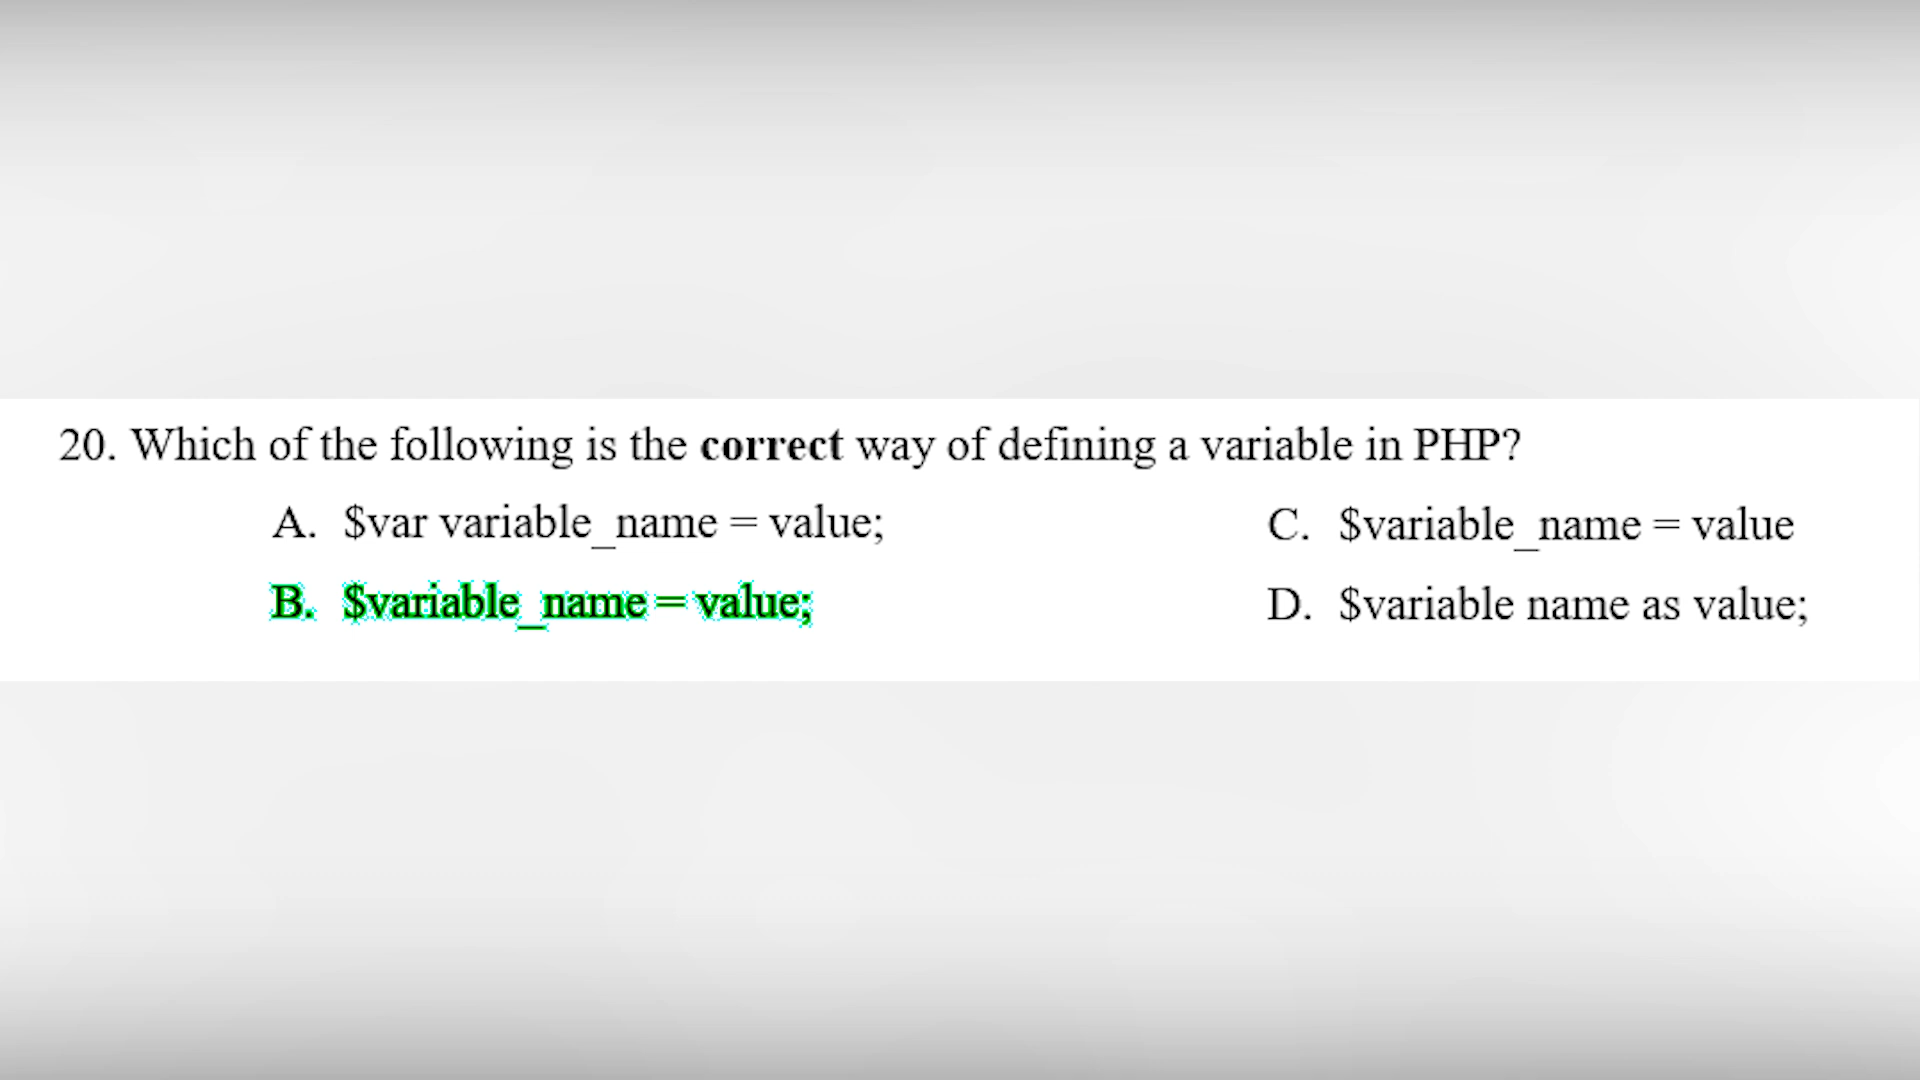 20. Which of the following is the correct way of defining a variable in PHP?
A. $var variable_name = value;
C. $variable_name = value
B. $variable_name = value;
D. $variable name as value;